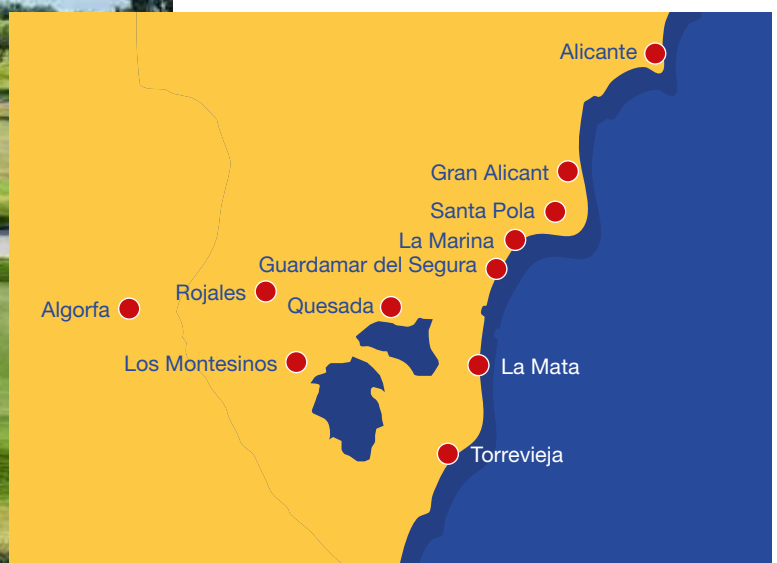 Alicante
Gran Alicant
Santa Pola
La Marina
Guardamar del Segura
Rojales
Quesada
Algorfa
Los Montesinos
La Mata
Torrevieja